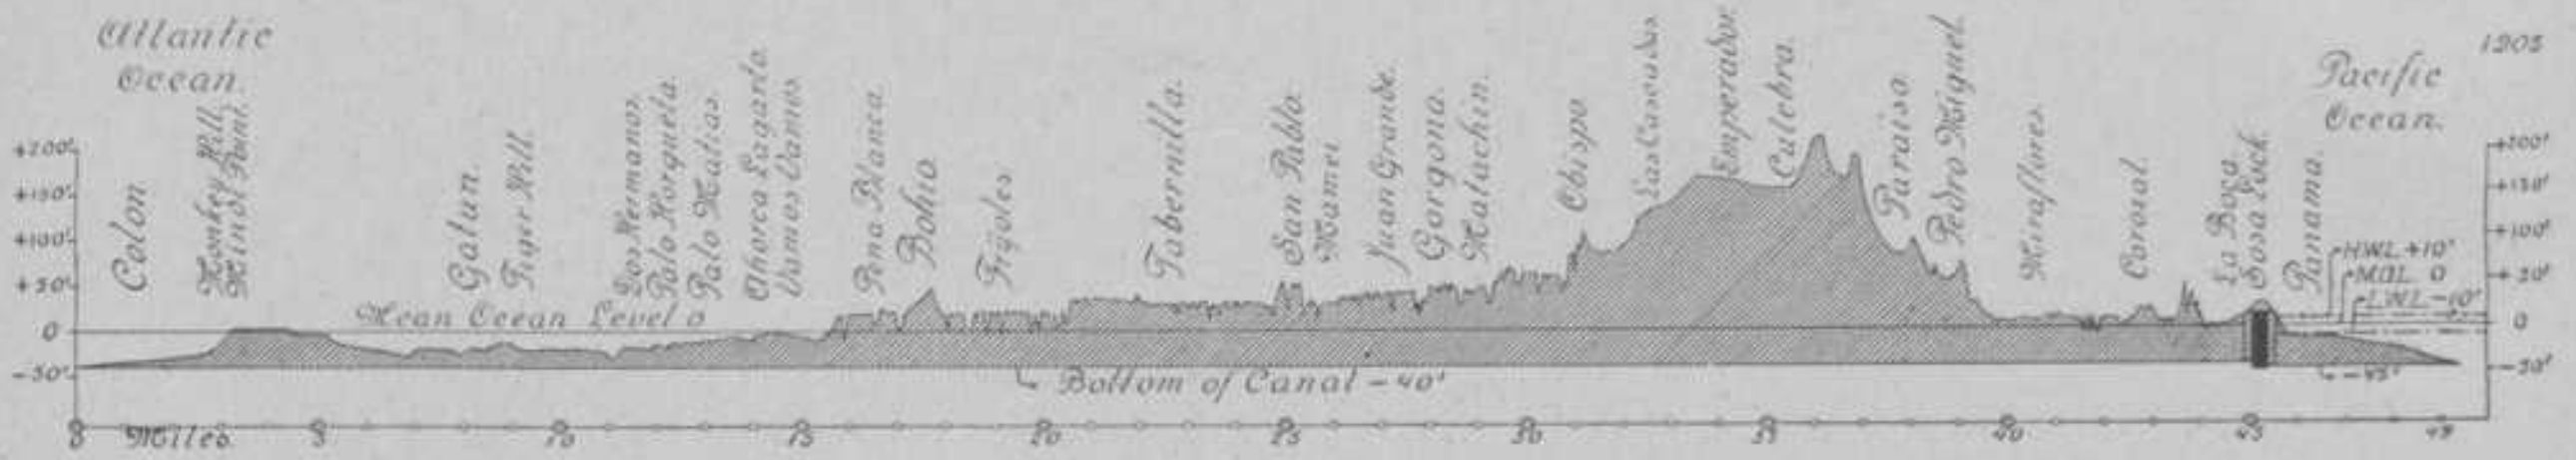 Atlantic
Ocean.
1905
Pacific
Ocean.
Colon.
Monkey Hill.
Mindi Point.
Gatun.
Tiger Hill.
Dos Hermanos.
Palo Horqueta.
Palo Matias.
Ahorca Lagarto.
Vamos Vamos
Pena Blanca.
Bohio.
Frijoles
Tabernilla.
San Pablo.
Mamei
Juan Grande.
Gorgona.
Matachin.
Obispo.
Las Cascadas.
Emperador.
Culebra.
Paraiso
Pedro Miguel.
Miraflores.
Corosal.
La Boca
Sosa Lock.
Panama.
+200'
+150'
+100'
+50'
0
-50'
+200'
+150'
+100'
+50'
0
-50'
HWL +10'
M.O.L. 0
LWL -10'
Mean Ocean Level 0
Bottom of Canal -40'
-45'
0 Miles 5 10 15 20 25 30 35 40 45 49